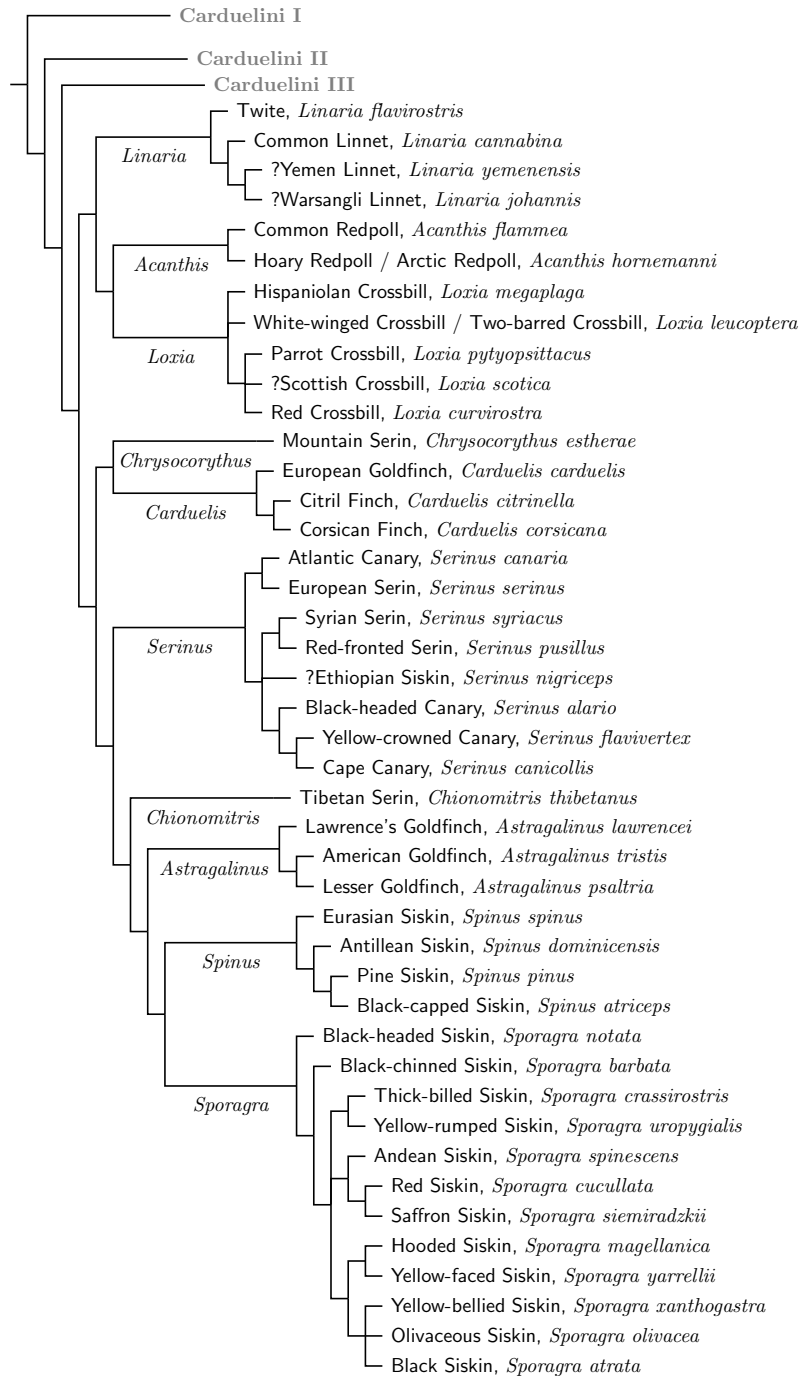 Carduelini I
Carduelini II
Carduelini III
Twite, Linaria flavirostris
Common Linnet, Linaria cannabina
Linaria
?Yemen Linnet, Linaria yemenensis
?Warsangli Linnet, Linaria johannis
Common Redpoll, Acanthis flammea
Acanthis
Hoary Redpoll / Arctic Redpoll, Acanthis hornemanni
Hispaniolan Crossbill, Loxia megaplaga
White-winged Crossbill / Two-barred Crossbill, Loxia leucoptera
Loxia
Parrot Crossbill, Loxia pytyopsittacus
?Scottish Crossbill, Loxia scotica
Red Crossbill, Loxia curvirostra
Mountain Serin, Chrysocorythus estherae
Chrysocorythus
European Goldfinch, Carduelis carduelis
Citril Finch, Carduelis citrinella
Carduelis
Corsican Finch, Carduelis corsicana
Atlantic Canary, Serinus canaria
European Serin, Serinus serinus
Syrian Serin, Serinus syriacus
Serinus
Red-fronted Serin, Serinus pusillus
?Ethiopian Siskin, Serinus nigriceps
Black-headed Canary, Serinus alario
Yellow-crowned Canary, Serinus flavivertex
Cape Canary, Serinus canicollis
Tibetan Serin, Chionomitris thibetanus
Chionomitris
Lawrence's Goldfinch, Astragalinus lawrencei
American Goldfinch, Astragalinus tristis
Astragalinus
Lesser Goldfinch, Astragalinus psaltria
Eurasian Siskin, Spinus spinus
Antillean Siskin, Spinus dominicensis
Spinus
Pine Siskin, Spinus pinus
Black-capped Siskin, Spinus atriceps
Black-headed Siskin, Sporagra notata
Black-chinned Siskin, Sporagra barbata
Thick-billed Siskin, Sporagra crassirostris
Sporagra
Yellow-rumped Siskin, Sporagra uropygialis
Andean Siskin, Sporagra spinescens
Red Siskin, Sporagra cucullata
Saffron Siskin, Sporagra siemiradzkii
Hooded Siskin, Sporagra magellanica
Yellow-faced Siskin, Sporagra yarrellii
Yellow-bellied Siskin, Sporagra xanthogastra
Olivaceous Siskin, Sporagra olivacea
Black Siskin, Sporagra atrata